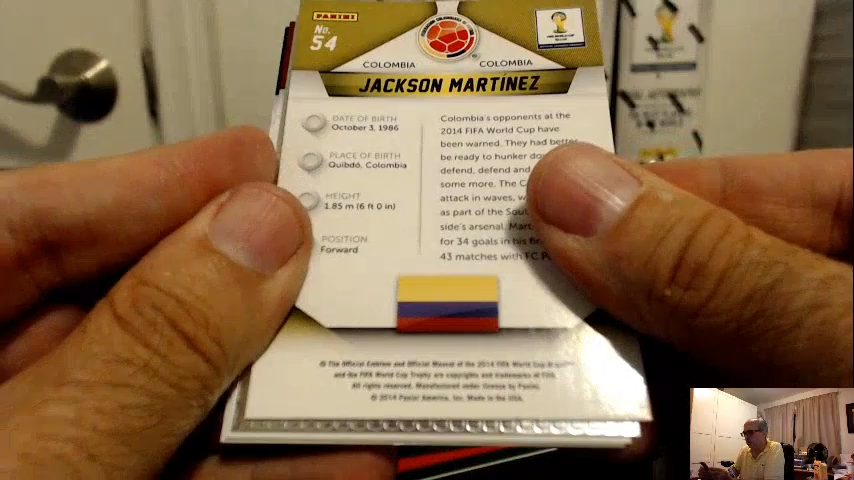 PANINI
No.
54
COLOMBIA COLOMBIA
JACKSON MARTÍNEZ
DATE OF BIRTH
October 3, 1986
PLACE OF BIRTH
Quibdó, Colombia
HEIGHT
1.85 m (6 ft 0 in)
POSITION
Forward
Colombia's opponents at the
2014 FIFA World Cup have
been warned. They had better
be ready to hunker
defend, defend and
some more. The
attack in waves,
as part of the
side's arsenal.
for 34 goals in his
43 matches with FC
© The Official Emblem and Official Mascot of the 2014 FIFA World Cup
and the FIFA World Cup Trophy are copyrights and trademarks of FIFA.
All rights reserved. Manufactured under license by Panini.
© 2014 Panini America, Inc. Made in the USA.